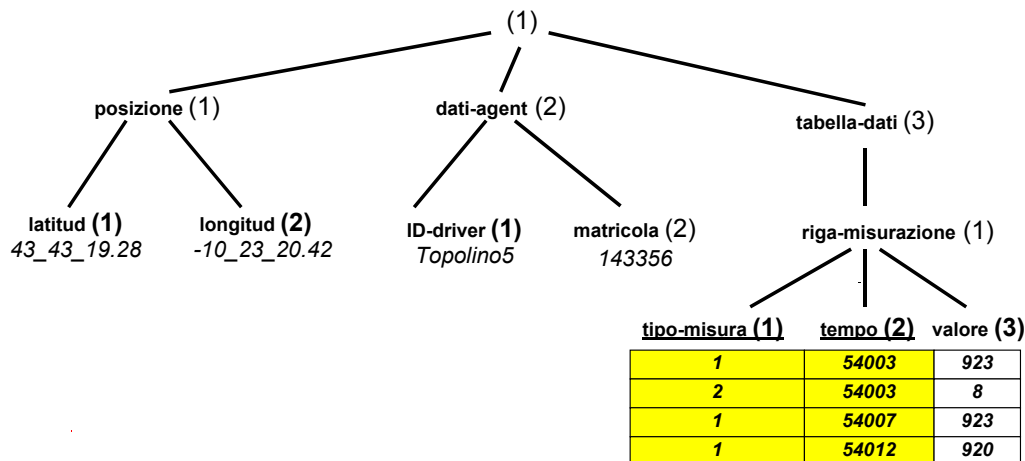 (1)
posizione (1)
dati-agent (2)
tabella-dati (3)
latitud (1)
43_43_19.28
longitud (2)
-10_23_20.42
ID-driver (1)
Topolino5
matricola (2)
143356
riga-misurazione (1)
tipo-misura (1) tempo (2) valore (3)
1 54003 923
2 54003 8
1 54007 923
1 54012 920